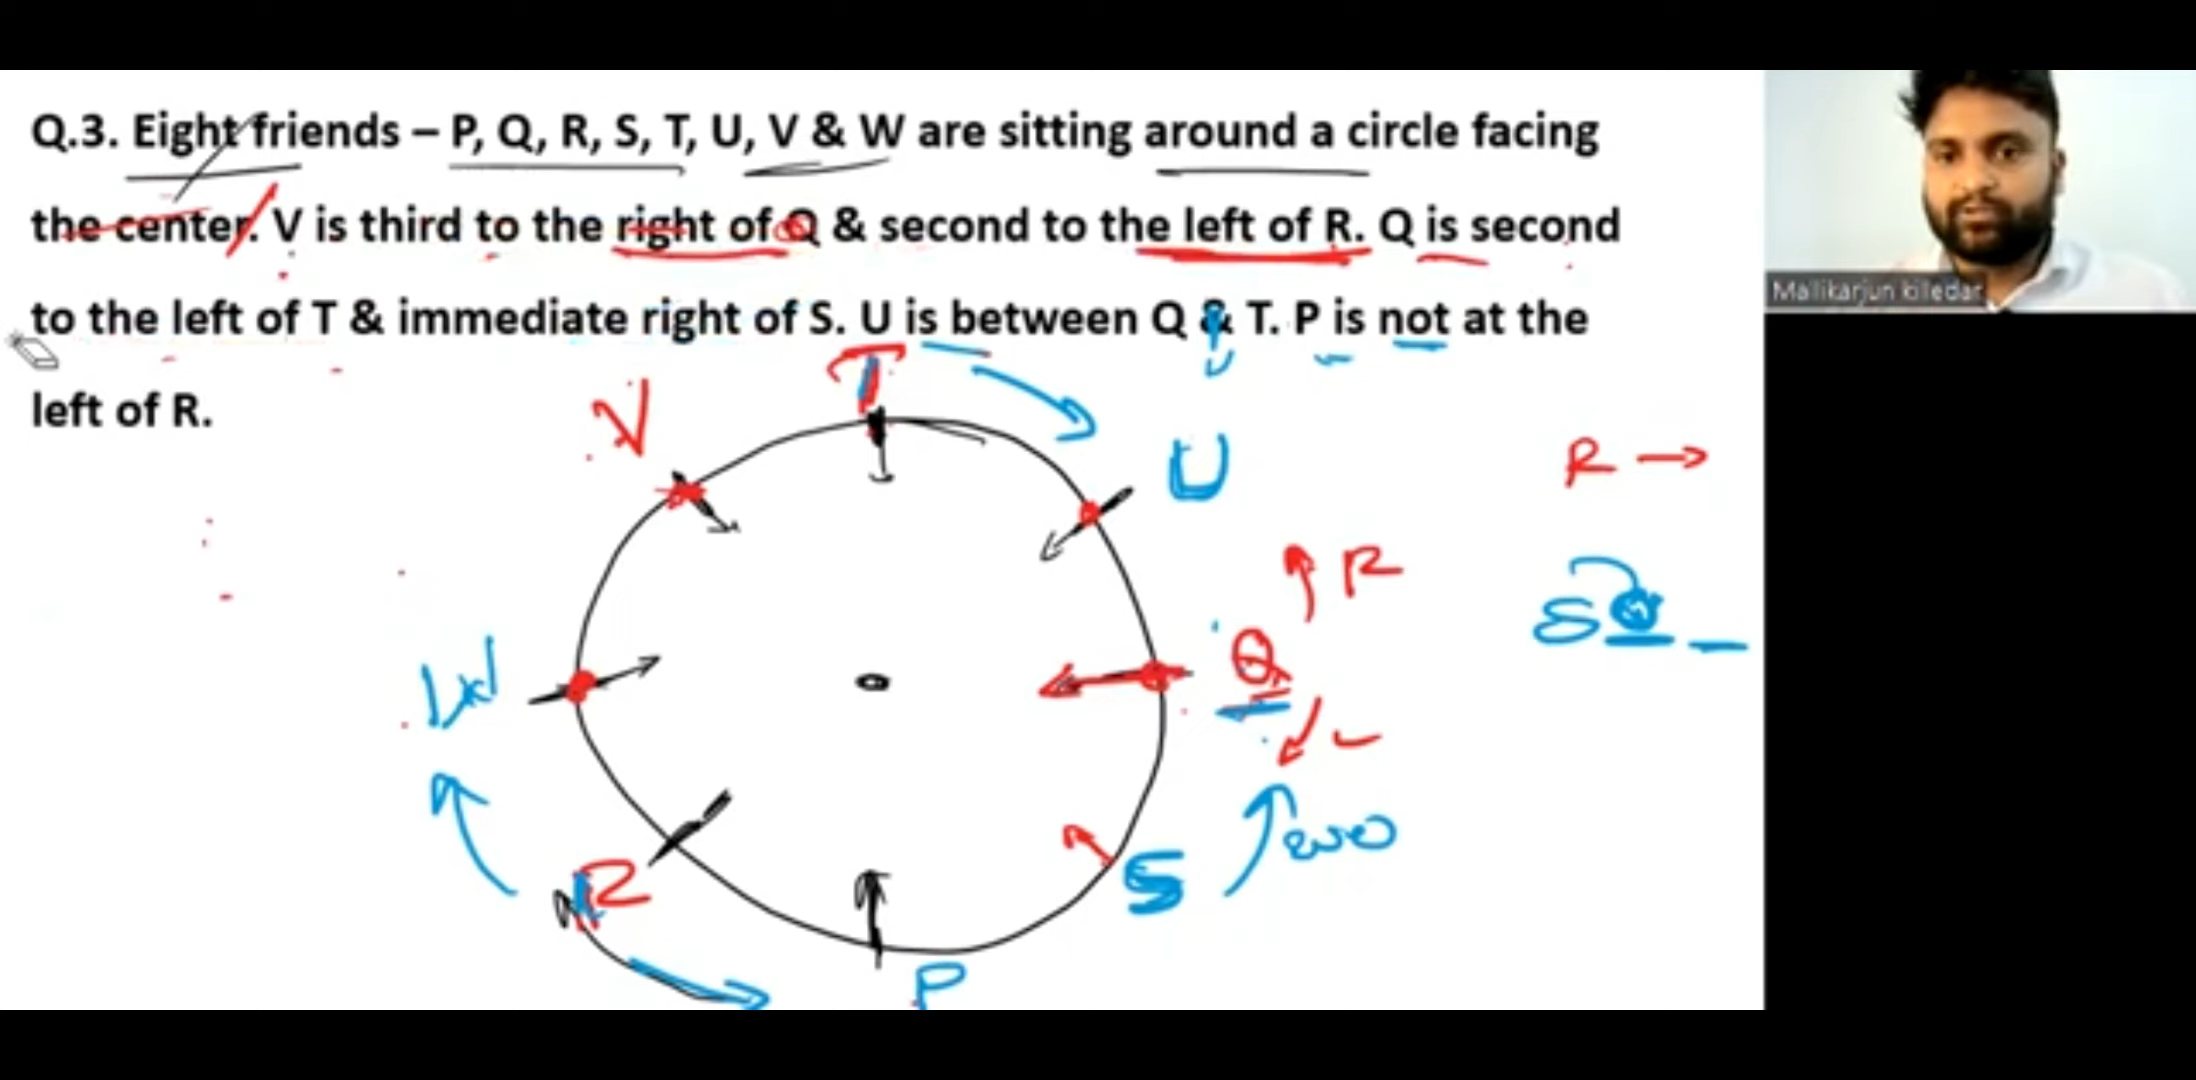 Q.3. Eight friends – P, Q, R, S, T, U, V & W are sitting around a circle facing
the center. V is third to the right of Q & second to the left of R. Q is second
to the left of T & immediate right of S. U is between Q & T. P is not at the
left of R.
Mallikarjun kiledar
T
V
U
R →
R
Q
S Q _
W
L
S
R
P